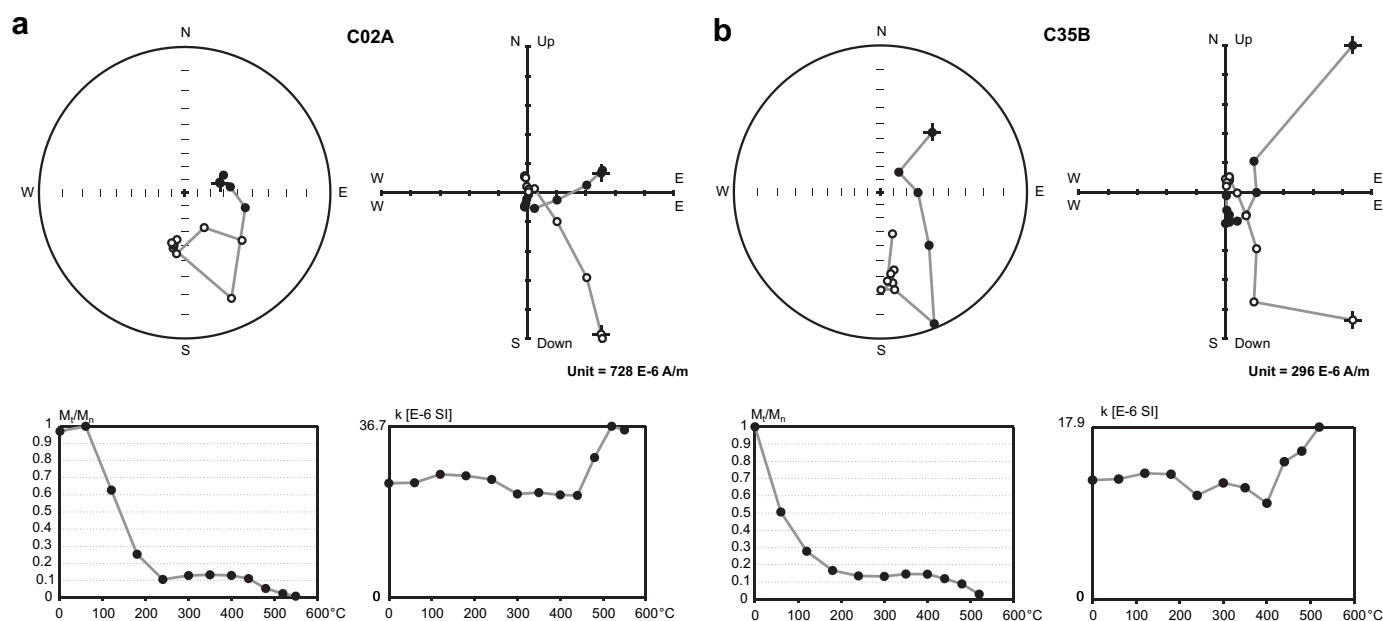 a
C02A
N
W
E
S
N Up
W
W
E
E
S Down
Unit = 728 E-6 A/m
Mt/Mn
1
0.9
0.8
0.7
0.6
0.5
0.4
0.3
0.2
0.1
0
0 100 200 300 400 500 600°C
k [E-6 SI]
36.7
0
0 100 200 300 400 500 600°C
b
C35B
N
W
E
S
N Up
W
W
E
E
S Down
Unit = 296 E-6 A/m
Mt/Mn
1
0.9
0.8
0.7
0.6
0.5
0.4
0.3
0.2
0.1
0
0 100 200 300 400 500 600°C
k [E-6 SI]
17.9
0
0 100 200 300 400 500 600°C